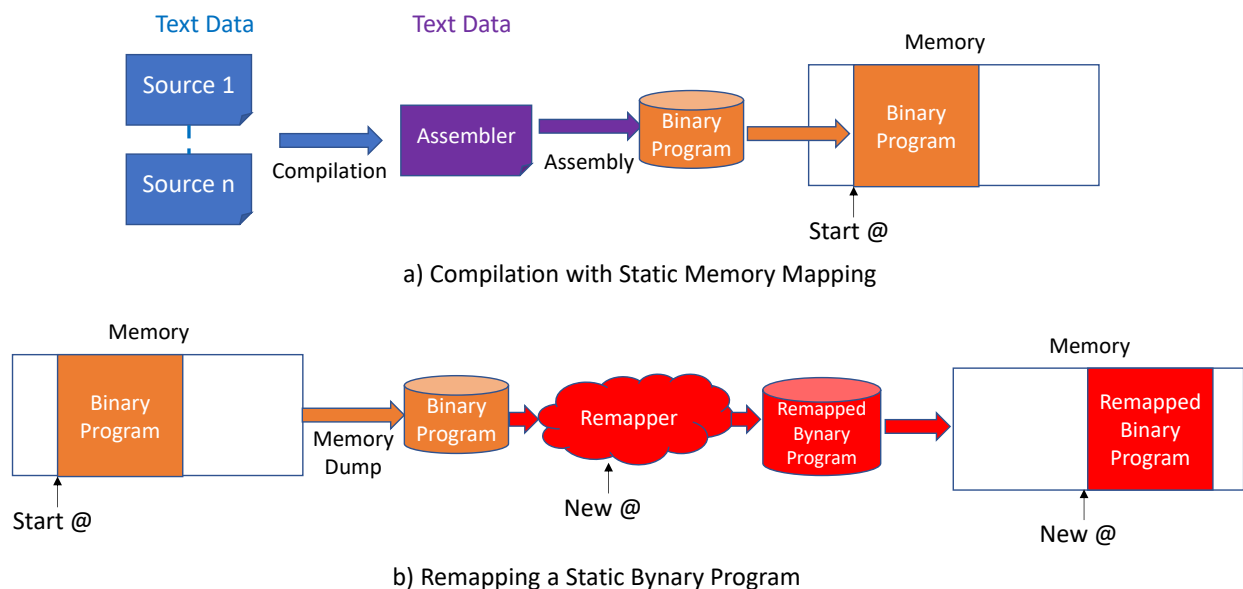 Text Data
Text Data
Memory
Source 1
Source n
Compilation
Assembler
Assembly
Binary
Program
Binary
Program
Start @
a) Compilation with Static Memory Mapping
Memory
Binary
Program
Start @
Memory
Dump
Binary
Program
Remapper
New @
Remapped
Bynary
Program
Memory
Remapped
Binary
Program
New @
b) Remapping a Static Bynary Program